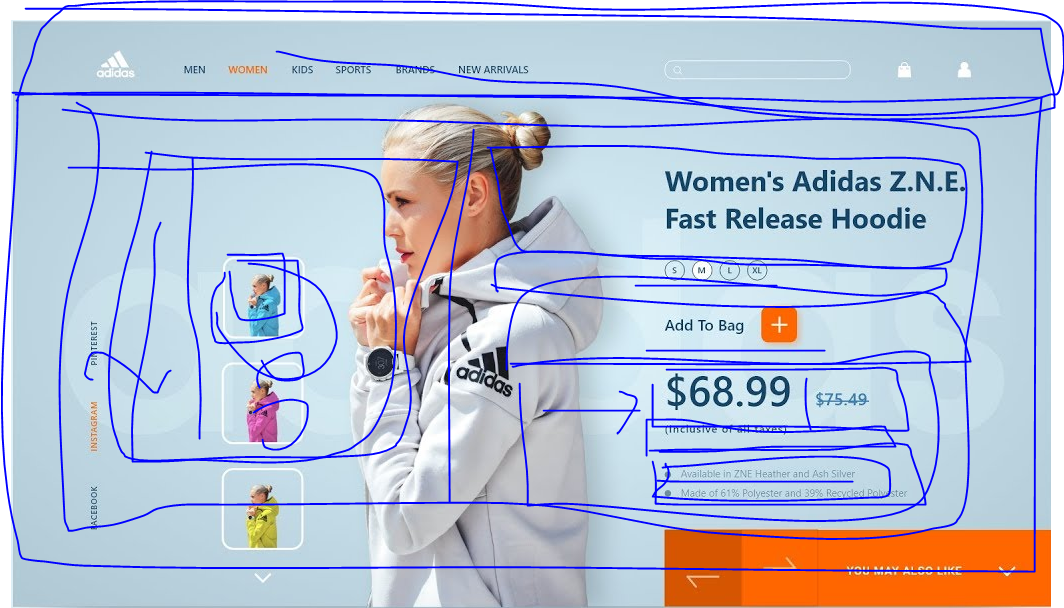 adidas
MEN WOMEN KIDS SPORTS BRANDS NEW ARRIVALS
Women's Adidas Z.N.E.
Fast Release Hoodie
S M L XL
Add To Bag
$68.99 $75.49
(Inclusive of all taxes)
Available in ZNE Heather and Ash Silver
Made of 61% Polyester and 39% Recycled Polyester
YOU MAY ALSO LIKE
PINTEREST
INSTAGRAM
FACEBOOK
adidas
adidas